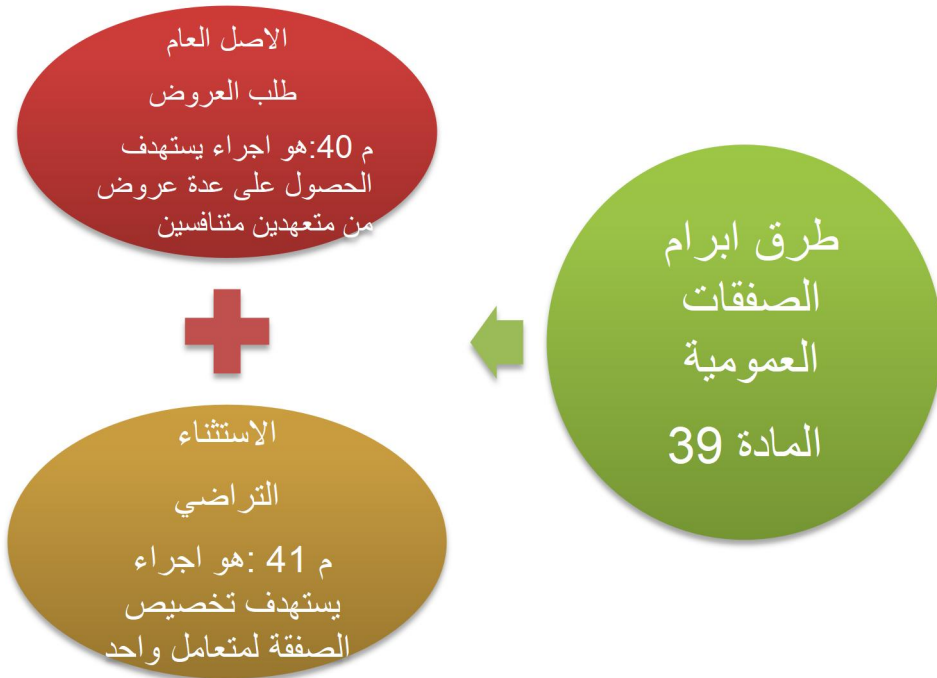 طرق ابرام
الصفقات
العمومية
المادة 39
الاصل العام
طلب العروض
م 40:هو اجراء يستهدف
الحصول على عدة عروض
من متعهدين متنافسين
الاستثناء
التراضي
م 41 :هو اجراء
يستهدف تخصيص
الصفقة لمتعامل واحد